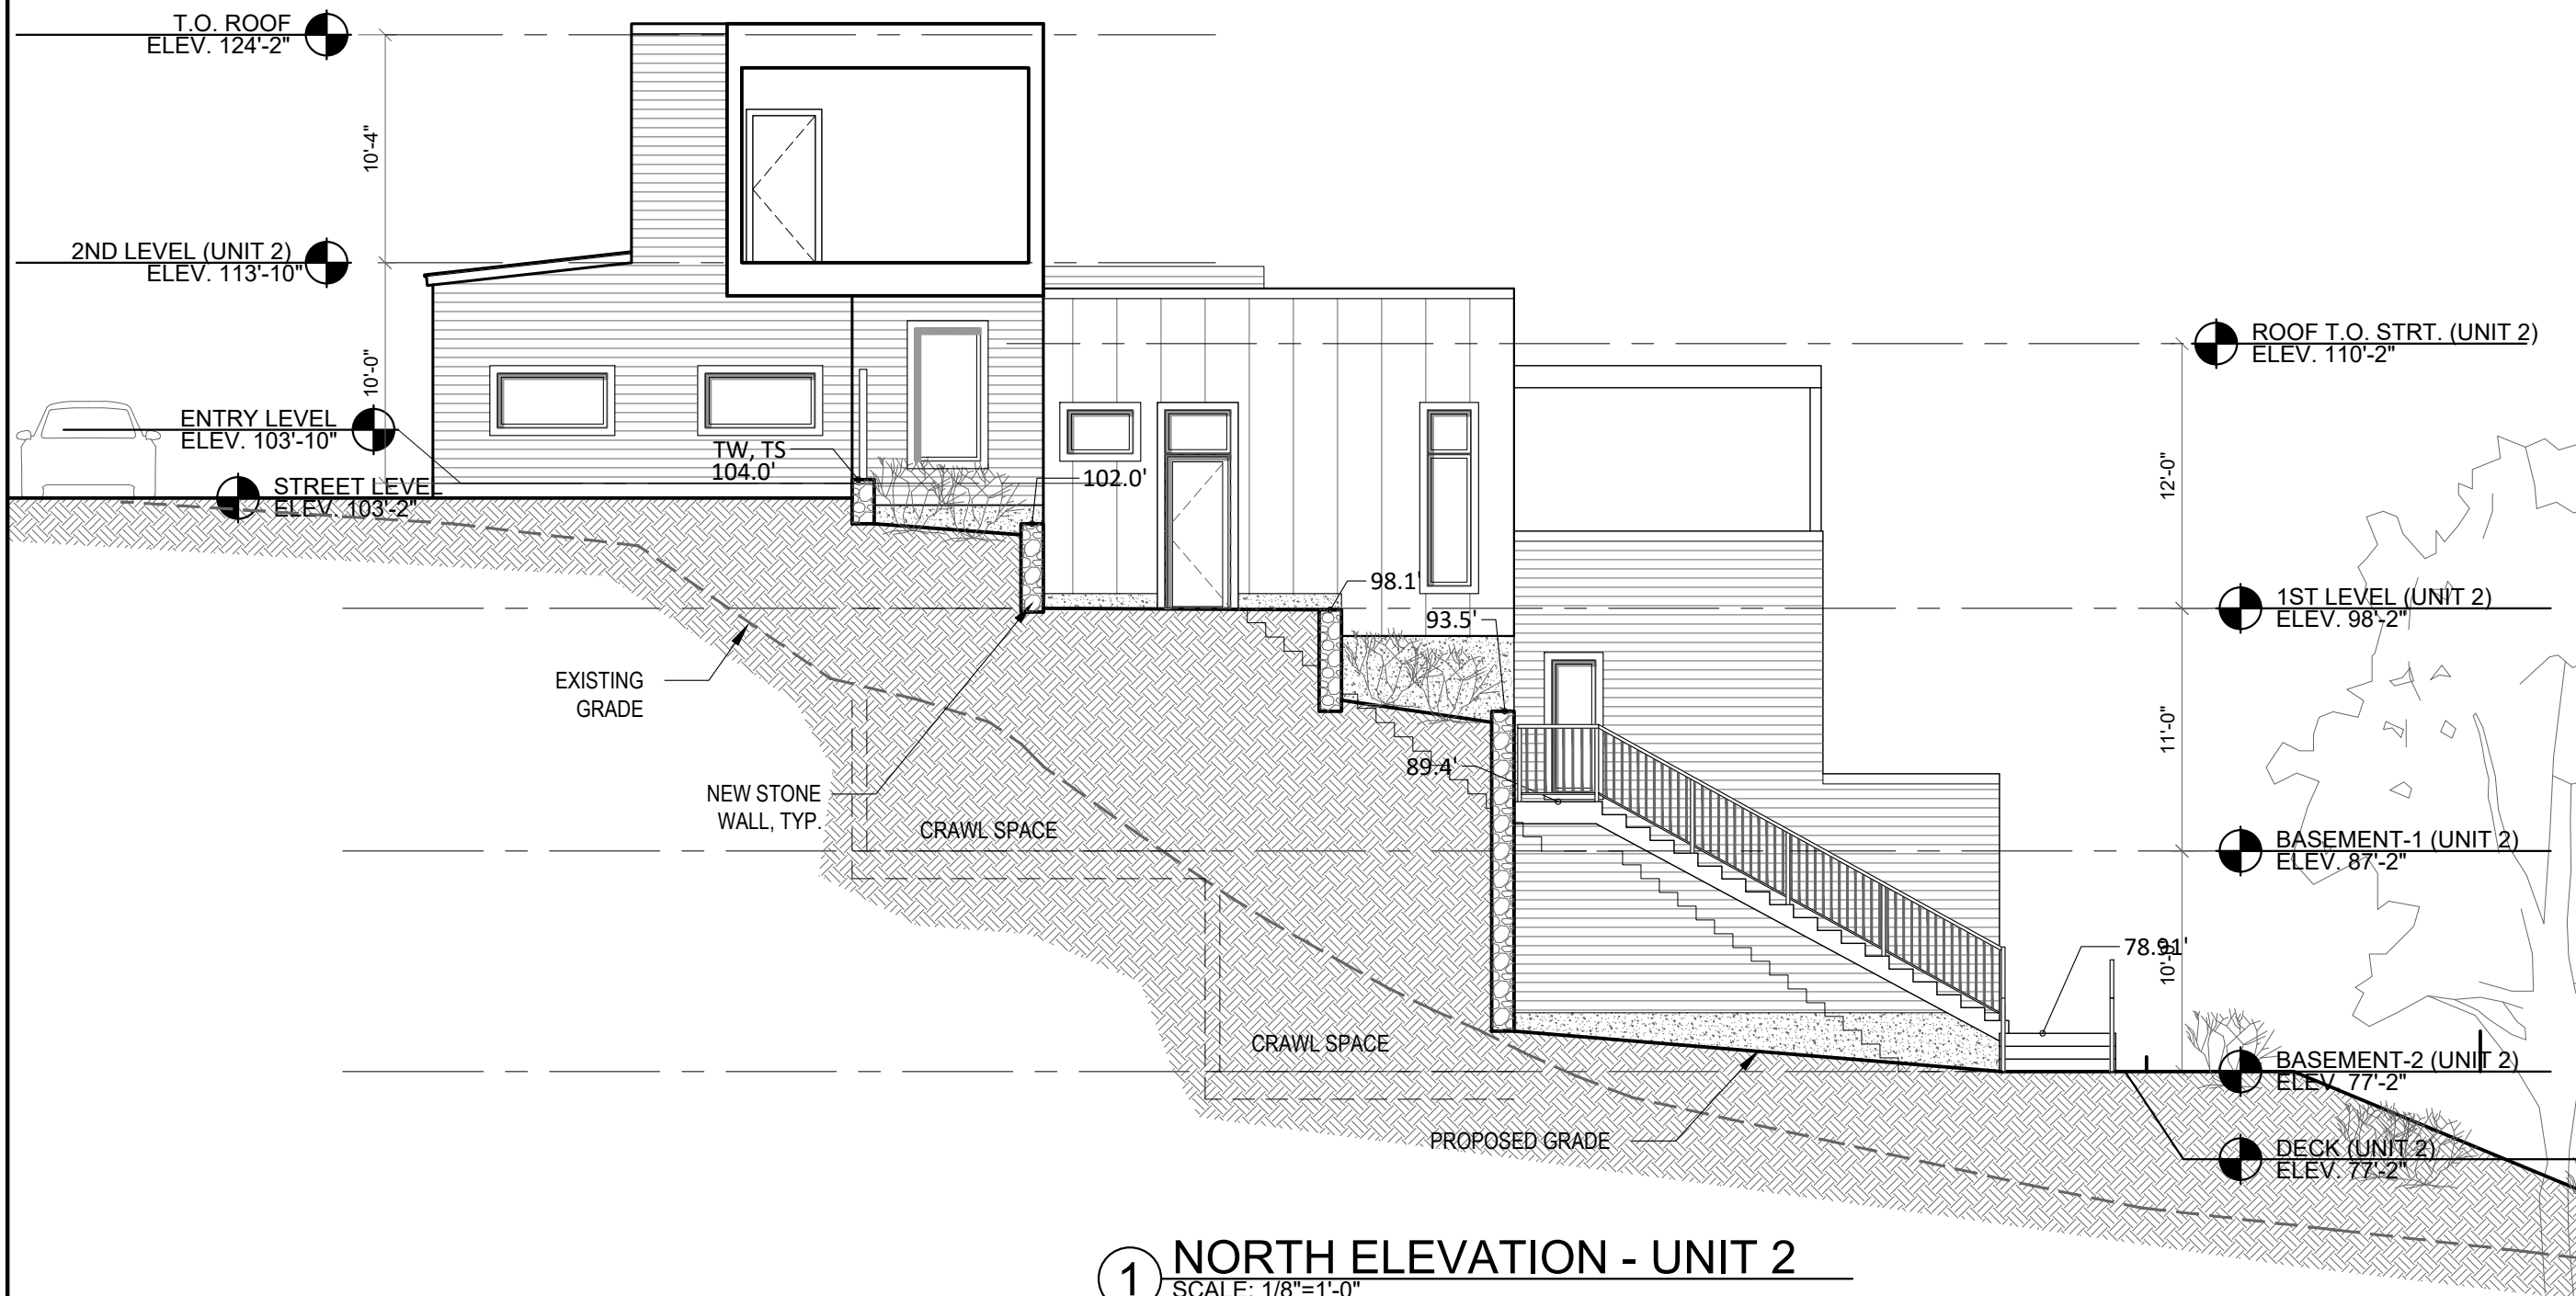 T.O. ROOF
ELEV. 124'-2"
10'-4"
2ND LEVEL (UNIT 2)
ELEV. 113'-10"
10'-0"
ENTRY LEVEL
ELEV. 103'-10"
STREET LEVEL
ELEV. 103'-2"
TW, TS
104.0'
102.0'
98.1'
93.5'
89.4'
78.91'
EXISTING
GRADE
NEW STONE
WALL, TYP.
CRAWL SPACE
CRAWL SPACE
PROPOSED GRADE
ROOF T.O. STRT. (UNIT 2)
ELEV. 110'-2"
12'-0"
1ST LEVEL (UNIT 2)
ELEV. 98'-2"
11'-0"
BASEMENT-1 (UNIT 2)
ELEV. 87'-2"
10'-0"
BASEMENT-2 (UNIT 2)
ELEV. 77'-2"
DECK (UNIT 2)
ELEV. 77'-2"
1
NORTH ELEVATION - UNIT 2
SCALE: 1/8"=1'-0"